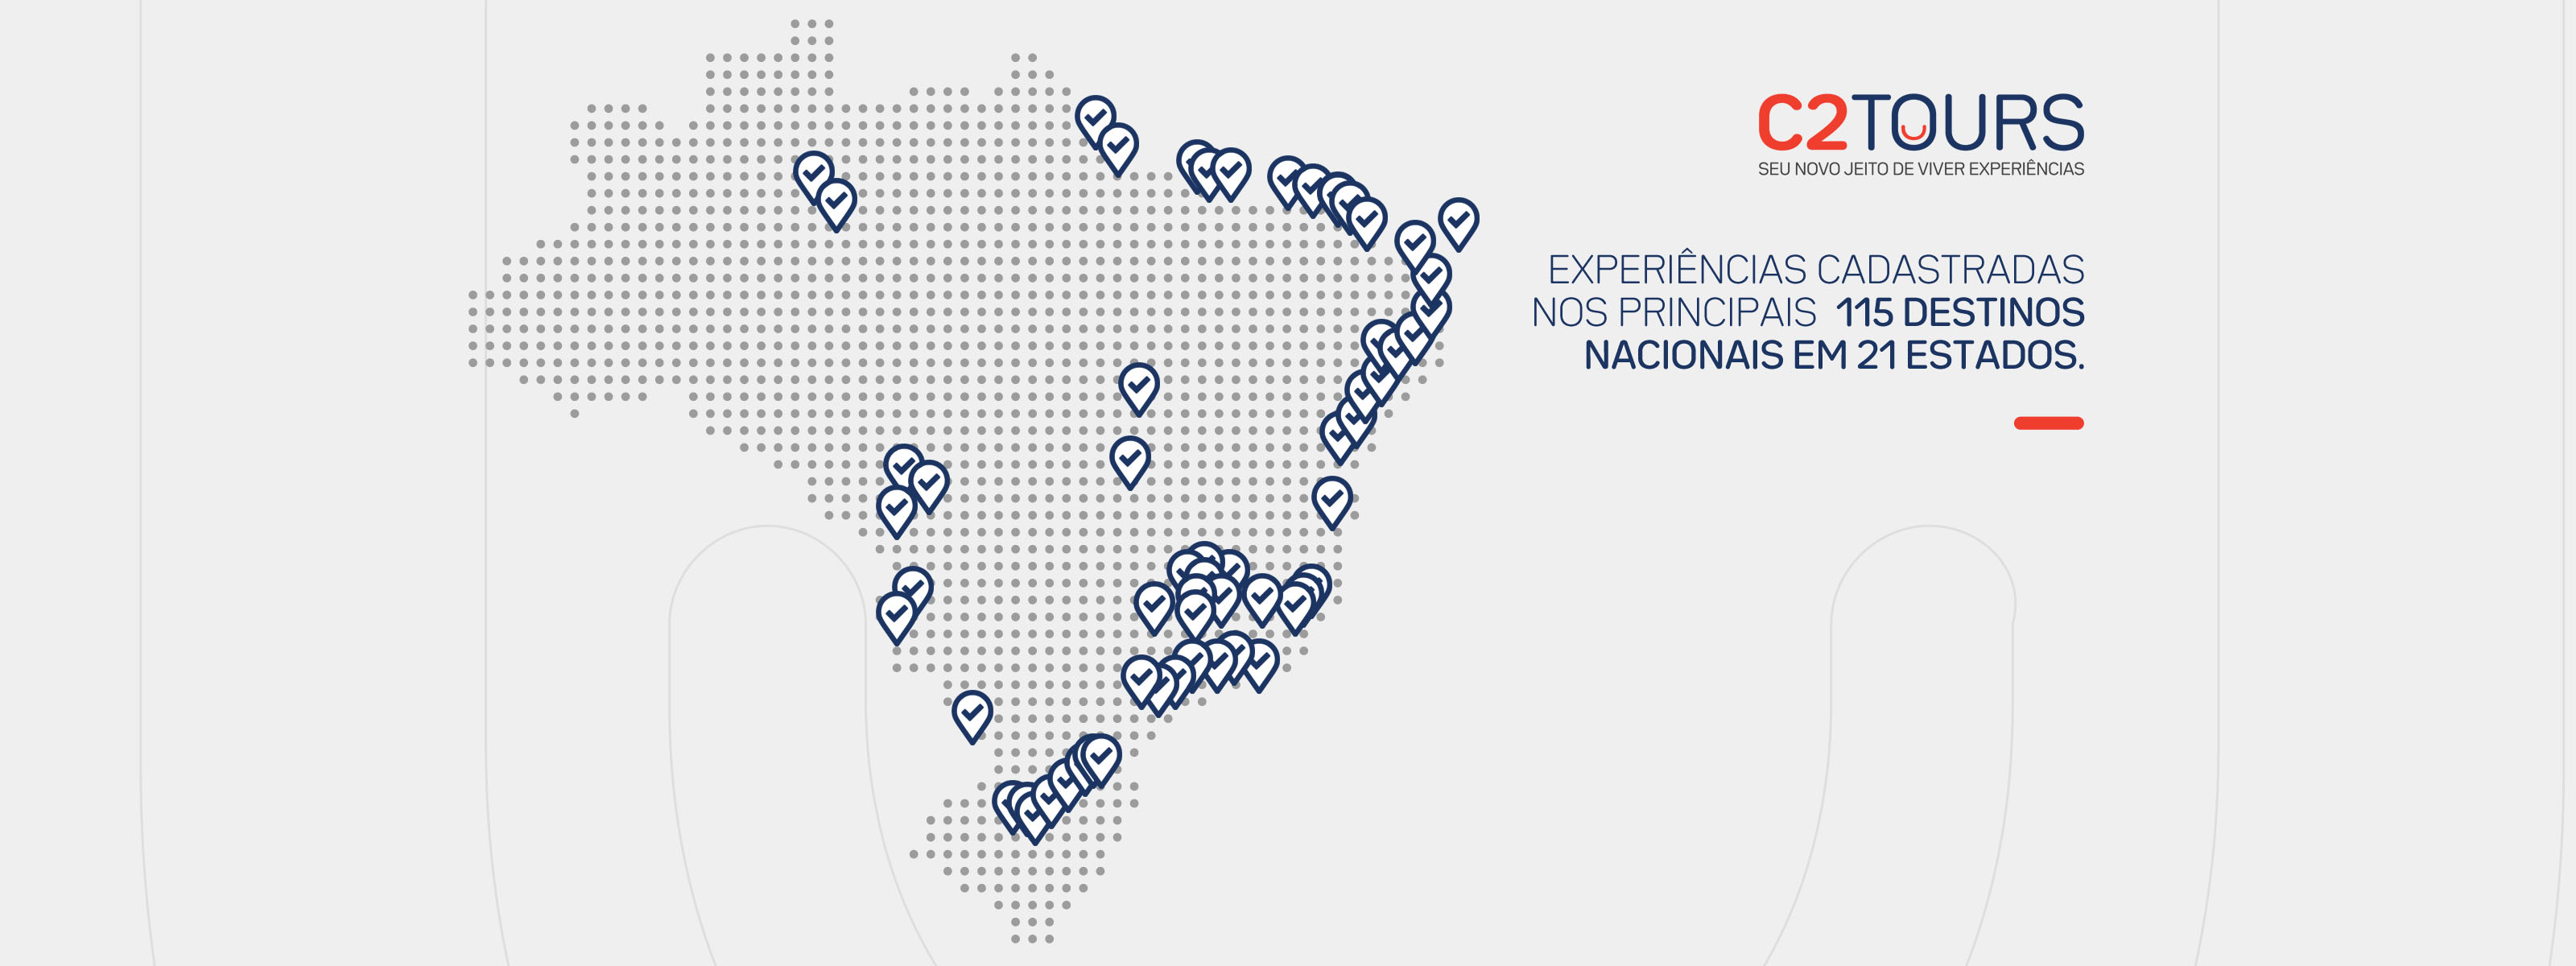 C2TOURS
SEU NOVO JEITO DE VIVER EXPERIÊNCIAS
EXPERIÊNCIAS CADASTRADAS
NOS PRINCIPAIS 115 DESTINOS
NACIONAIS EM 21 ESTADOS.